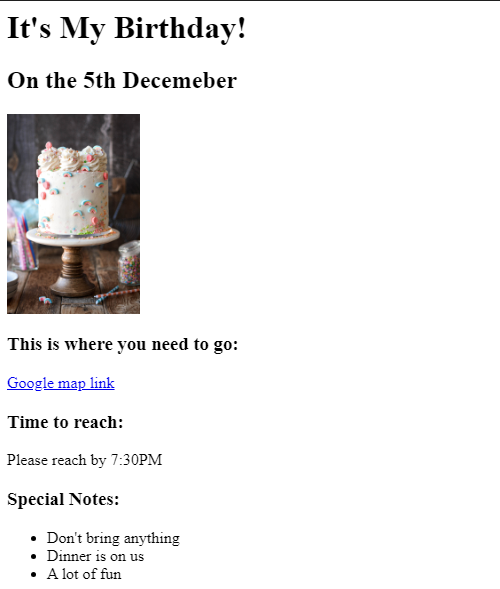 It's My Birthday!
On the 5th Decemeber
This is where you need to go:
Google map link
Time to reach:
Please reach by 7:30PM
Special Notes:
Don't bring anything
Dinner is on us
A lot of fun